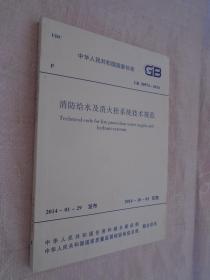 UDC
中华人民共和国国家标准 GB
P GB 50974-2014
消防给水及消火栓系统技术规范
Technical code for fire protection water supply and
hydrant systems
2014-01-29 发布 2014-10-01 实施
中华人民共和国住房和城乡建设部
中华人民共和国国家质量监督检验检疫总局 联合发布